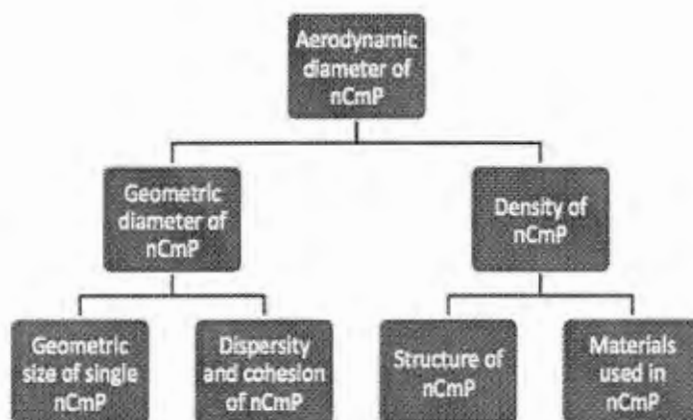 Aerodynamic
diameter of
nCmP
Geometric
diameter of
nCmP
Density of
nCmP
Geometric
size of single
nCmP
Dispersity
and cohesion
of nCmP
Structure of
nCmP
Materials
used in
nCmP